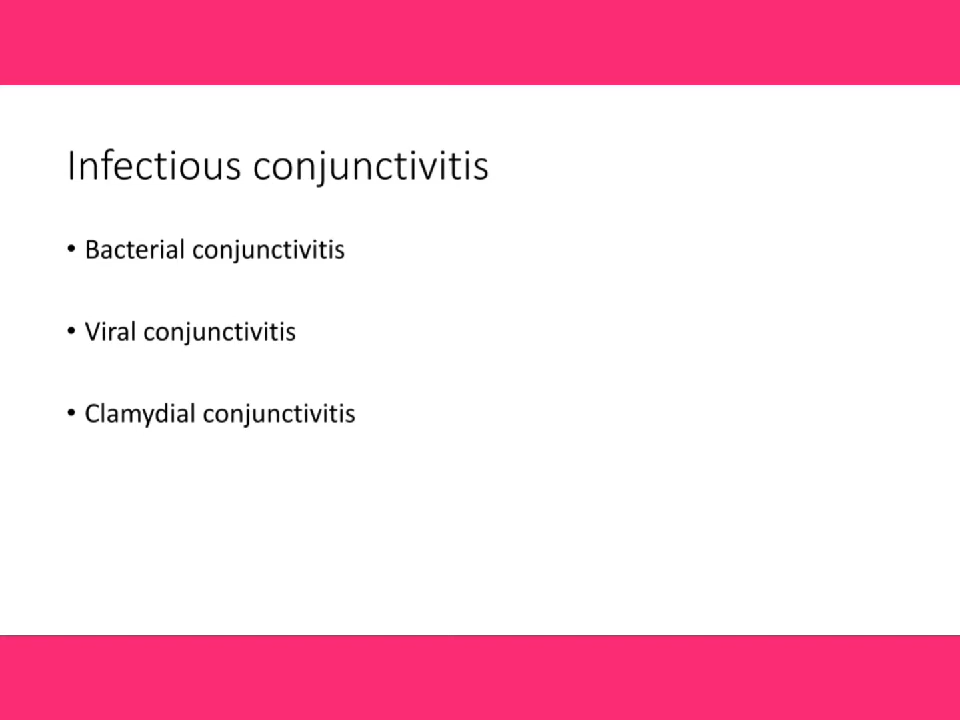 Infectious conjunctivitis
• Bacterial conjunctivitis
• Viral conjunctivitis
• Clamydial conjunctivitis